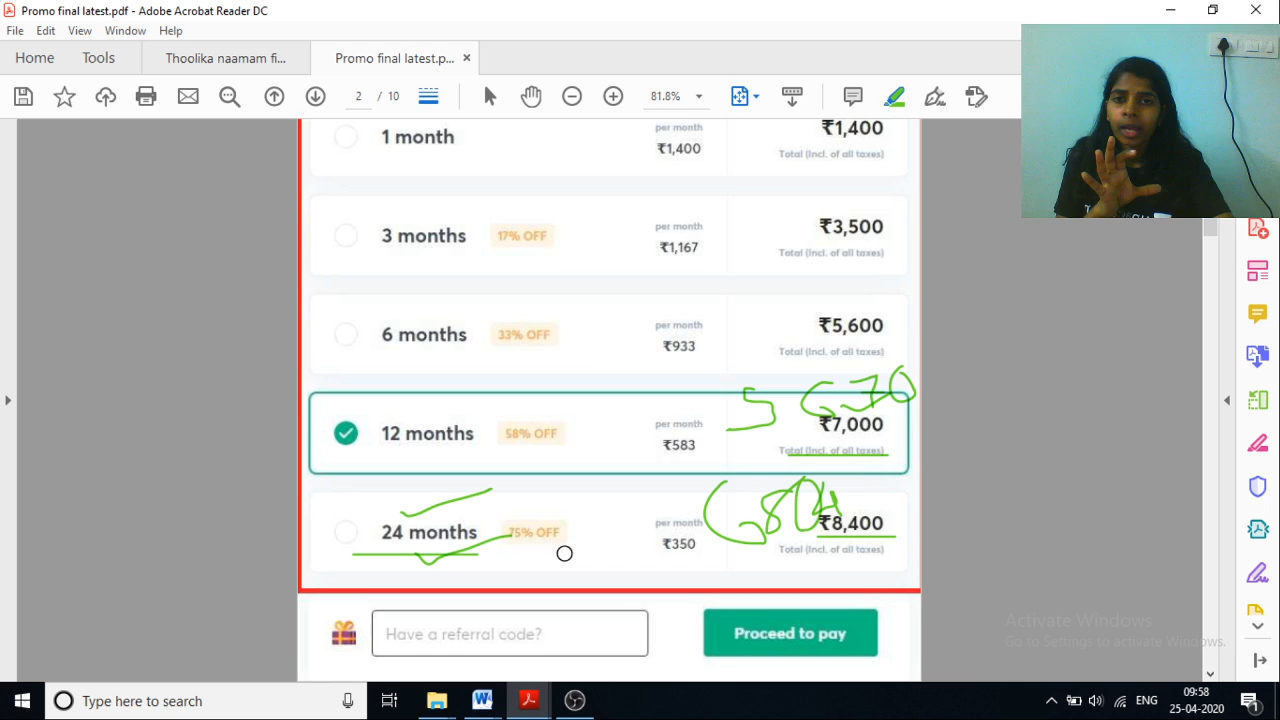 Promo final latest.pdf - Adobe Acrobat Reader DC
File Edit View Window Help
Home Tools Thoolika naamam fi... Promo final latest.p... ×
2 / 10 81.8%
1 month per month ₹1,400 ₹1,400 Total (Incl. of all taxes)
3 months 17% OFF per month ₹1,167 ₹3,500 Total (Incl. of all taxes)
6 months 33% OFF per month ₹933 ₹5,600 Total (Incl. of all taxes)
5 670
12 months 58% OFF per month ₹583 ₹7,000 Total (Incl. of all taxes)
6804
24 months 75% OFF per month ₹350 ₹8,400 Total (Incl. of all taxes)
Have a referral code? Proceed to pay
Activate Windows
Go to Settings to activate Windows.
Type here to search
ENG
09:58
25-04-2020